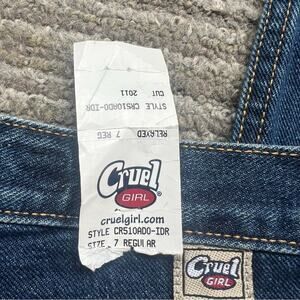 CUT 2011
STYLE CR510ADO-IDR
RELAXED 7 REG
Cruel
GIRL
®
cruelgirl.com
STYLE CR510ADO-IDR
SIZE 7 REGULAR
Cruel
GIRL